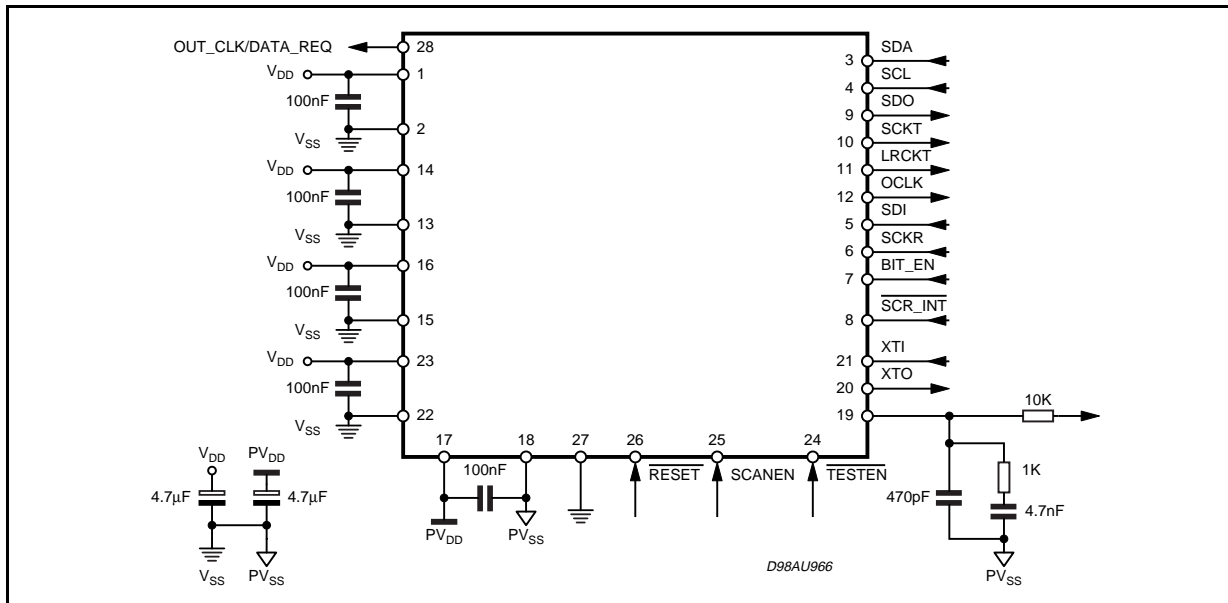 OUT_CLK/DATA_REQ 28
VDD 1
100nF
VSS 2
VDD 14
100nF
VSS 13
VDD 16
100nF
VSS 15
VDD 23
100nF
VSS 22
3 SDA
4 SCL
9 SDO
10 SCKT
11 LRCKT
12 OCLK
5 SDI
6 SCKR
7 BIT_EN
8 SCR_INT
21 XTI
20 XTO
19 10K
17 18 27 26 25 24
100nF RESET SCANEN TESTEN
PVDD PVSS
VDD PVDD
4.7µF 4.7µF
VSS PVSS
1K
470pF 4.7nF
PVSS
D98AU966